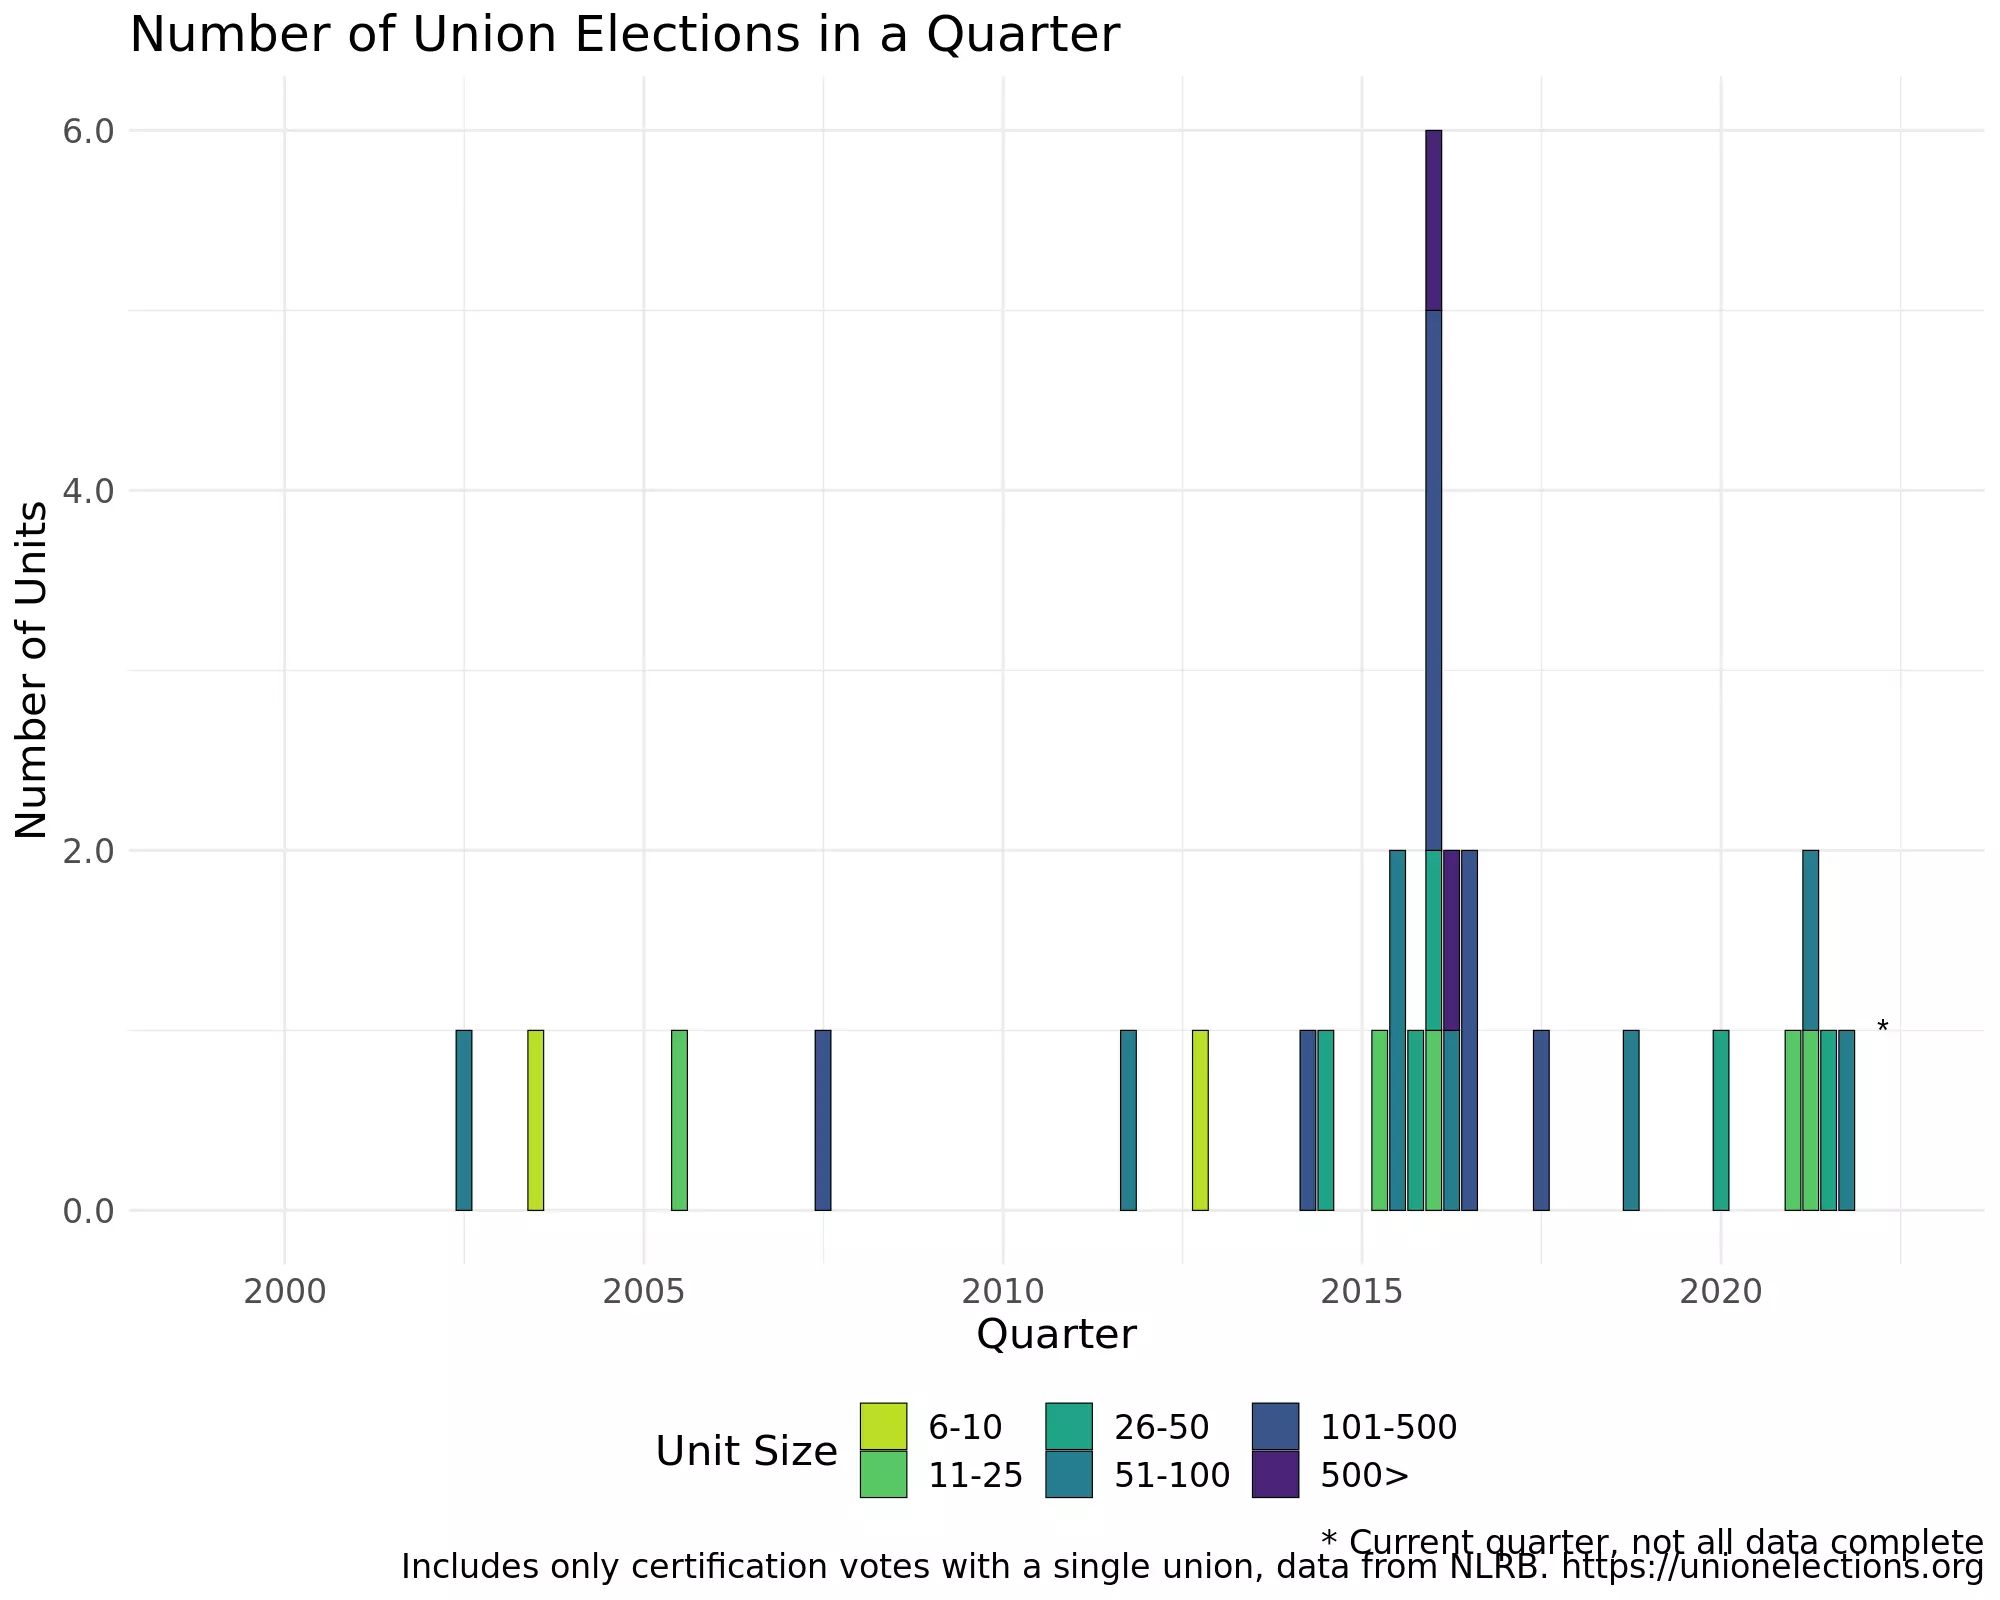 Number of Union Elections in a Quarter
6.0
4.0
2.0
0.0
Number of Units
*
2000 2005 2010 2015 2020
Quarter
Unit Size
6-10 26-50 101-500
11-25 51-100 500>
* Current quarter, not all data complete
Includes only certification votes with a single union, data from NLRB. https://unionelections.org